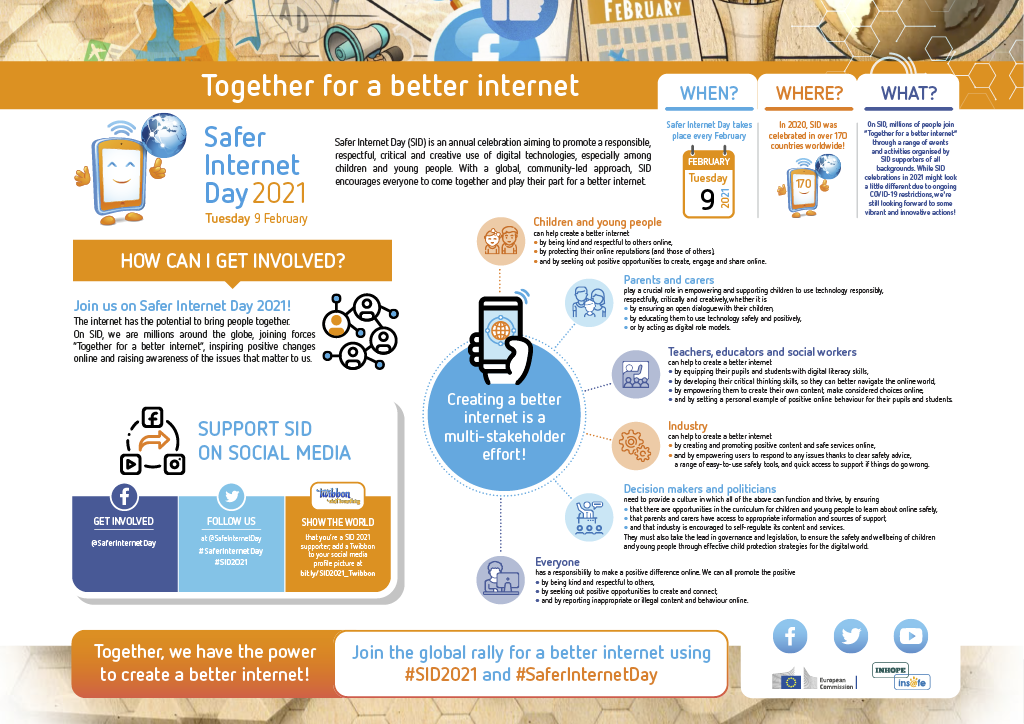 AD
FEBRUARY
Together for a better internet
WHEN?
WHERE?
WHAT?
Safer Internet Day takes
place every February
FEBRUARY
Tuesday
9
2021
In 2020, SID was
celebrated in over 170
countries worldwide!
170
On SID, millions of people join
"Together for a better internet"
through a range of events
and activities organised by
SID supporters of all
backgrounds. While SID
celebrations in 2021 might look
a little different due to ongoing
COVID-19 restrictions, we're
still looking forward to some
vibrant and innovative actions!
Safer
Internet
Day 2021
Tuesday 9 February
Safer Internet Day (SID) is an annual celebration aiming to promote a responsible,
respectful, critical and creative use of digital technologies, especially among
children and young people. With a global, community-led approach, SID
encourages everyone to come together and play their part for a better internet.
HOW CAN I GET INVOLVED?
Join us on Safer Internet Day 2021!
The internet has the potential to bring people together.
On SID, we are millions around the globe, joining forces
"Together for a better internet", inspiring positive changes
online and raising awareness of the issues that matter to us.
SUPPORT SID
ON SOCIAL MEDIA
GET INVOLVED
@SaferInternetDay
FOLLOW US
at @SafeInternetDay
#SaferInternetDay
#SID2021
Twibbon
SHOW THE WORLD
that you're a SID 2021
supporter; add a Twibbon
to your social media
profile picture at
bit.ly/SID2021_Twibbon
Creating a better
internet is a
multi-stakeholder
effort!
Children and young people
can help create a better internet
• by being kind and respectful to others online,
• by protecting their online reputations (and those of others),
• and by seeking out positive opportunities to create, engage and share online.
Parents and carers
play a crucial role in empowering and supporting children to use technology responsibly,
respectfully, critically and creatively, whether it is
• by ensuring an open dialogue with their children,
• by educating them to use technology safely and positively,
• or by acting as digital role models.
Teachers, educators and social workers
can help to create a better internet
• by equipping their pupils and students with digital literacy skills,
• by developing their critical thinking skills, so they can better navigate the online world,
• by empowering them to create their own content, make considered choices online,
• and by setting a personal example of positive online behaviour for their pupils and students.
Industry
can help to create a better internet
• by creating and promoting positive content and safe services online,
• and by empowering users to respond to any issues thanks to clear safety advice,
a range of easy-to-use safety tools, and quick access to support if things do go wrong.
Decision makers and politicians
need to provide a culture in which all of the above can function and thrive, by ensuring
• that there are opportunities in the curriculum for children and young people to learn about online safely,
• that parents and carers have access to appropriate information and sources of support,
• and that industry is encouraged to self-regulate its content and services.
They must also take the lead in governance and legislation, to ensure the safety and wellbeing of children
and young people through effective child protection strategies for the digital world.
Everyone
has a responsibility to make a positive difference online. We can all promote the positive
• by being kind and respectful to others,
• by seeking out positive opportunities to create and connect,
• and by reporting inappropriate or illegal content and behaviour online.
Together, we have the power
to create a better internet!
Join the global rally for a better internet using
#SID2021 and #SaferInternetDay
European
Commission
INHOPE
insafe